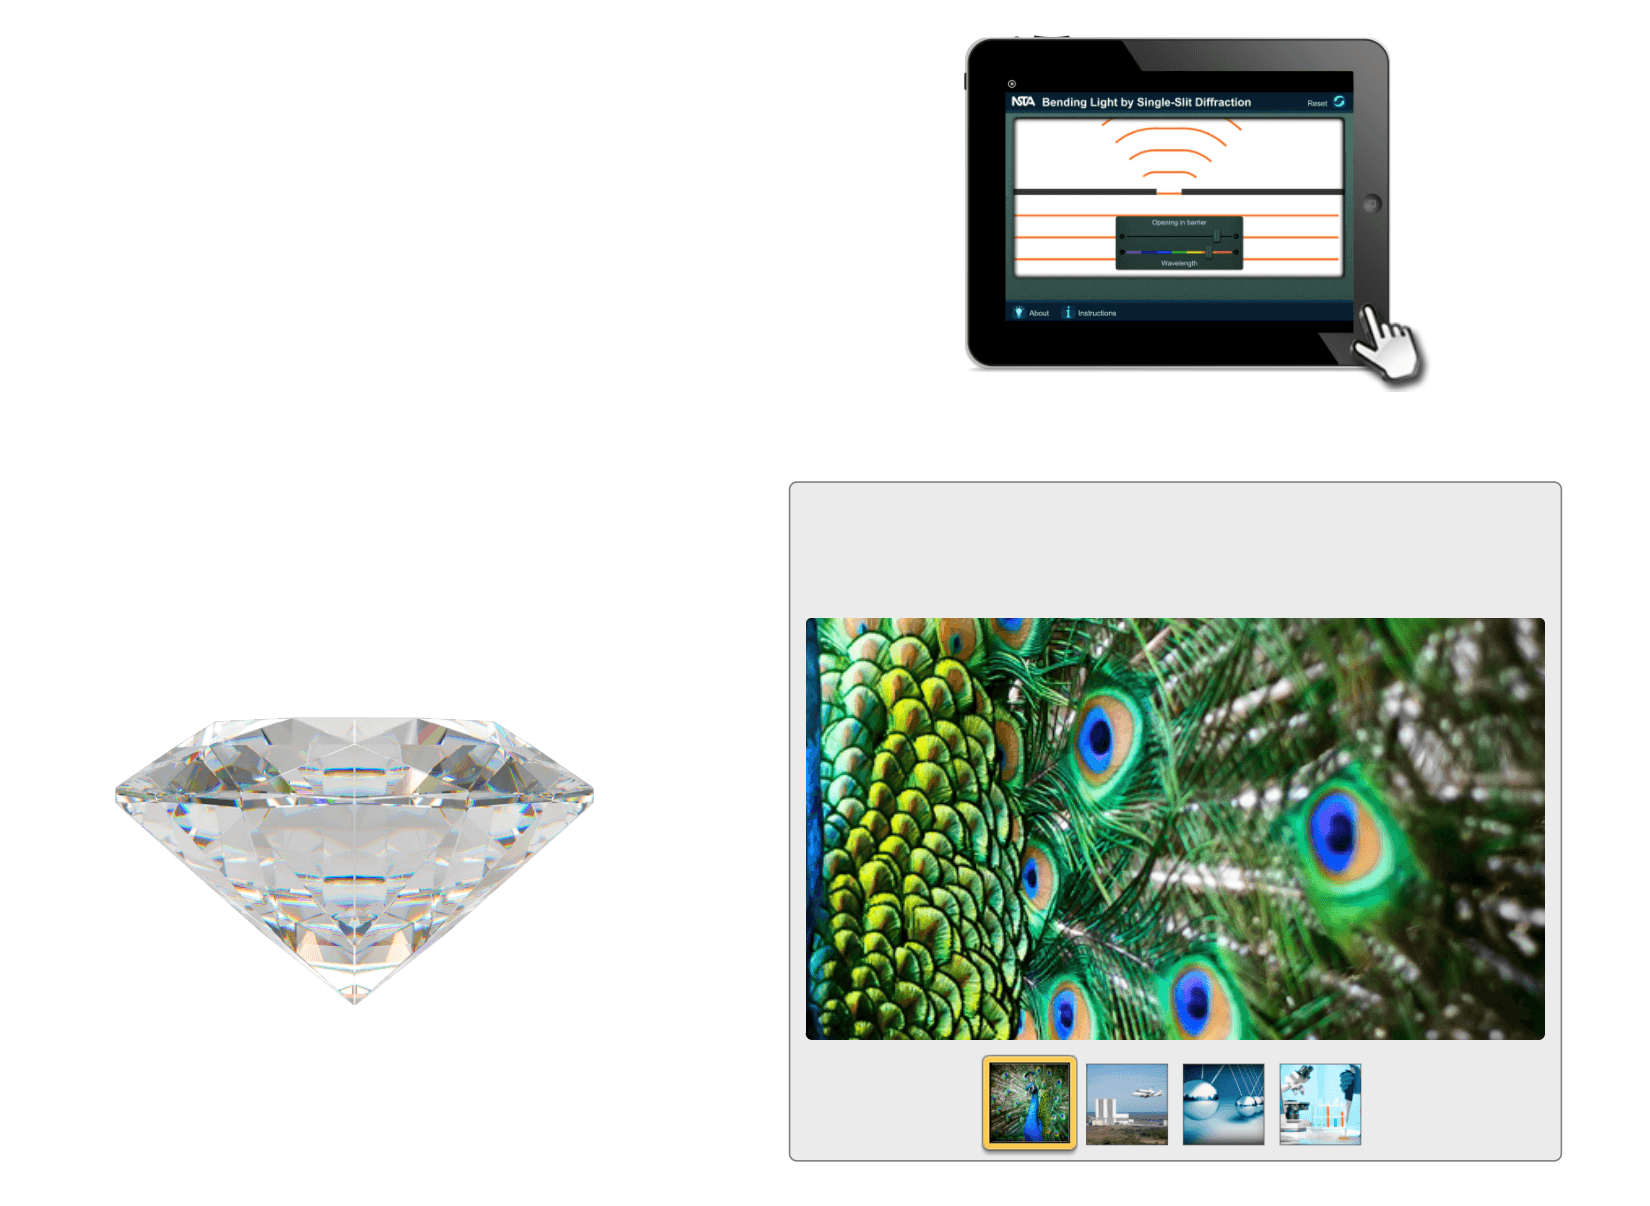 NSTA Bending Light by Single-Slit Diffraction Reset
Opening in barrier
Wavelength
About Instructions